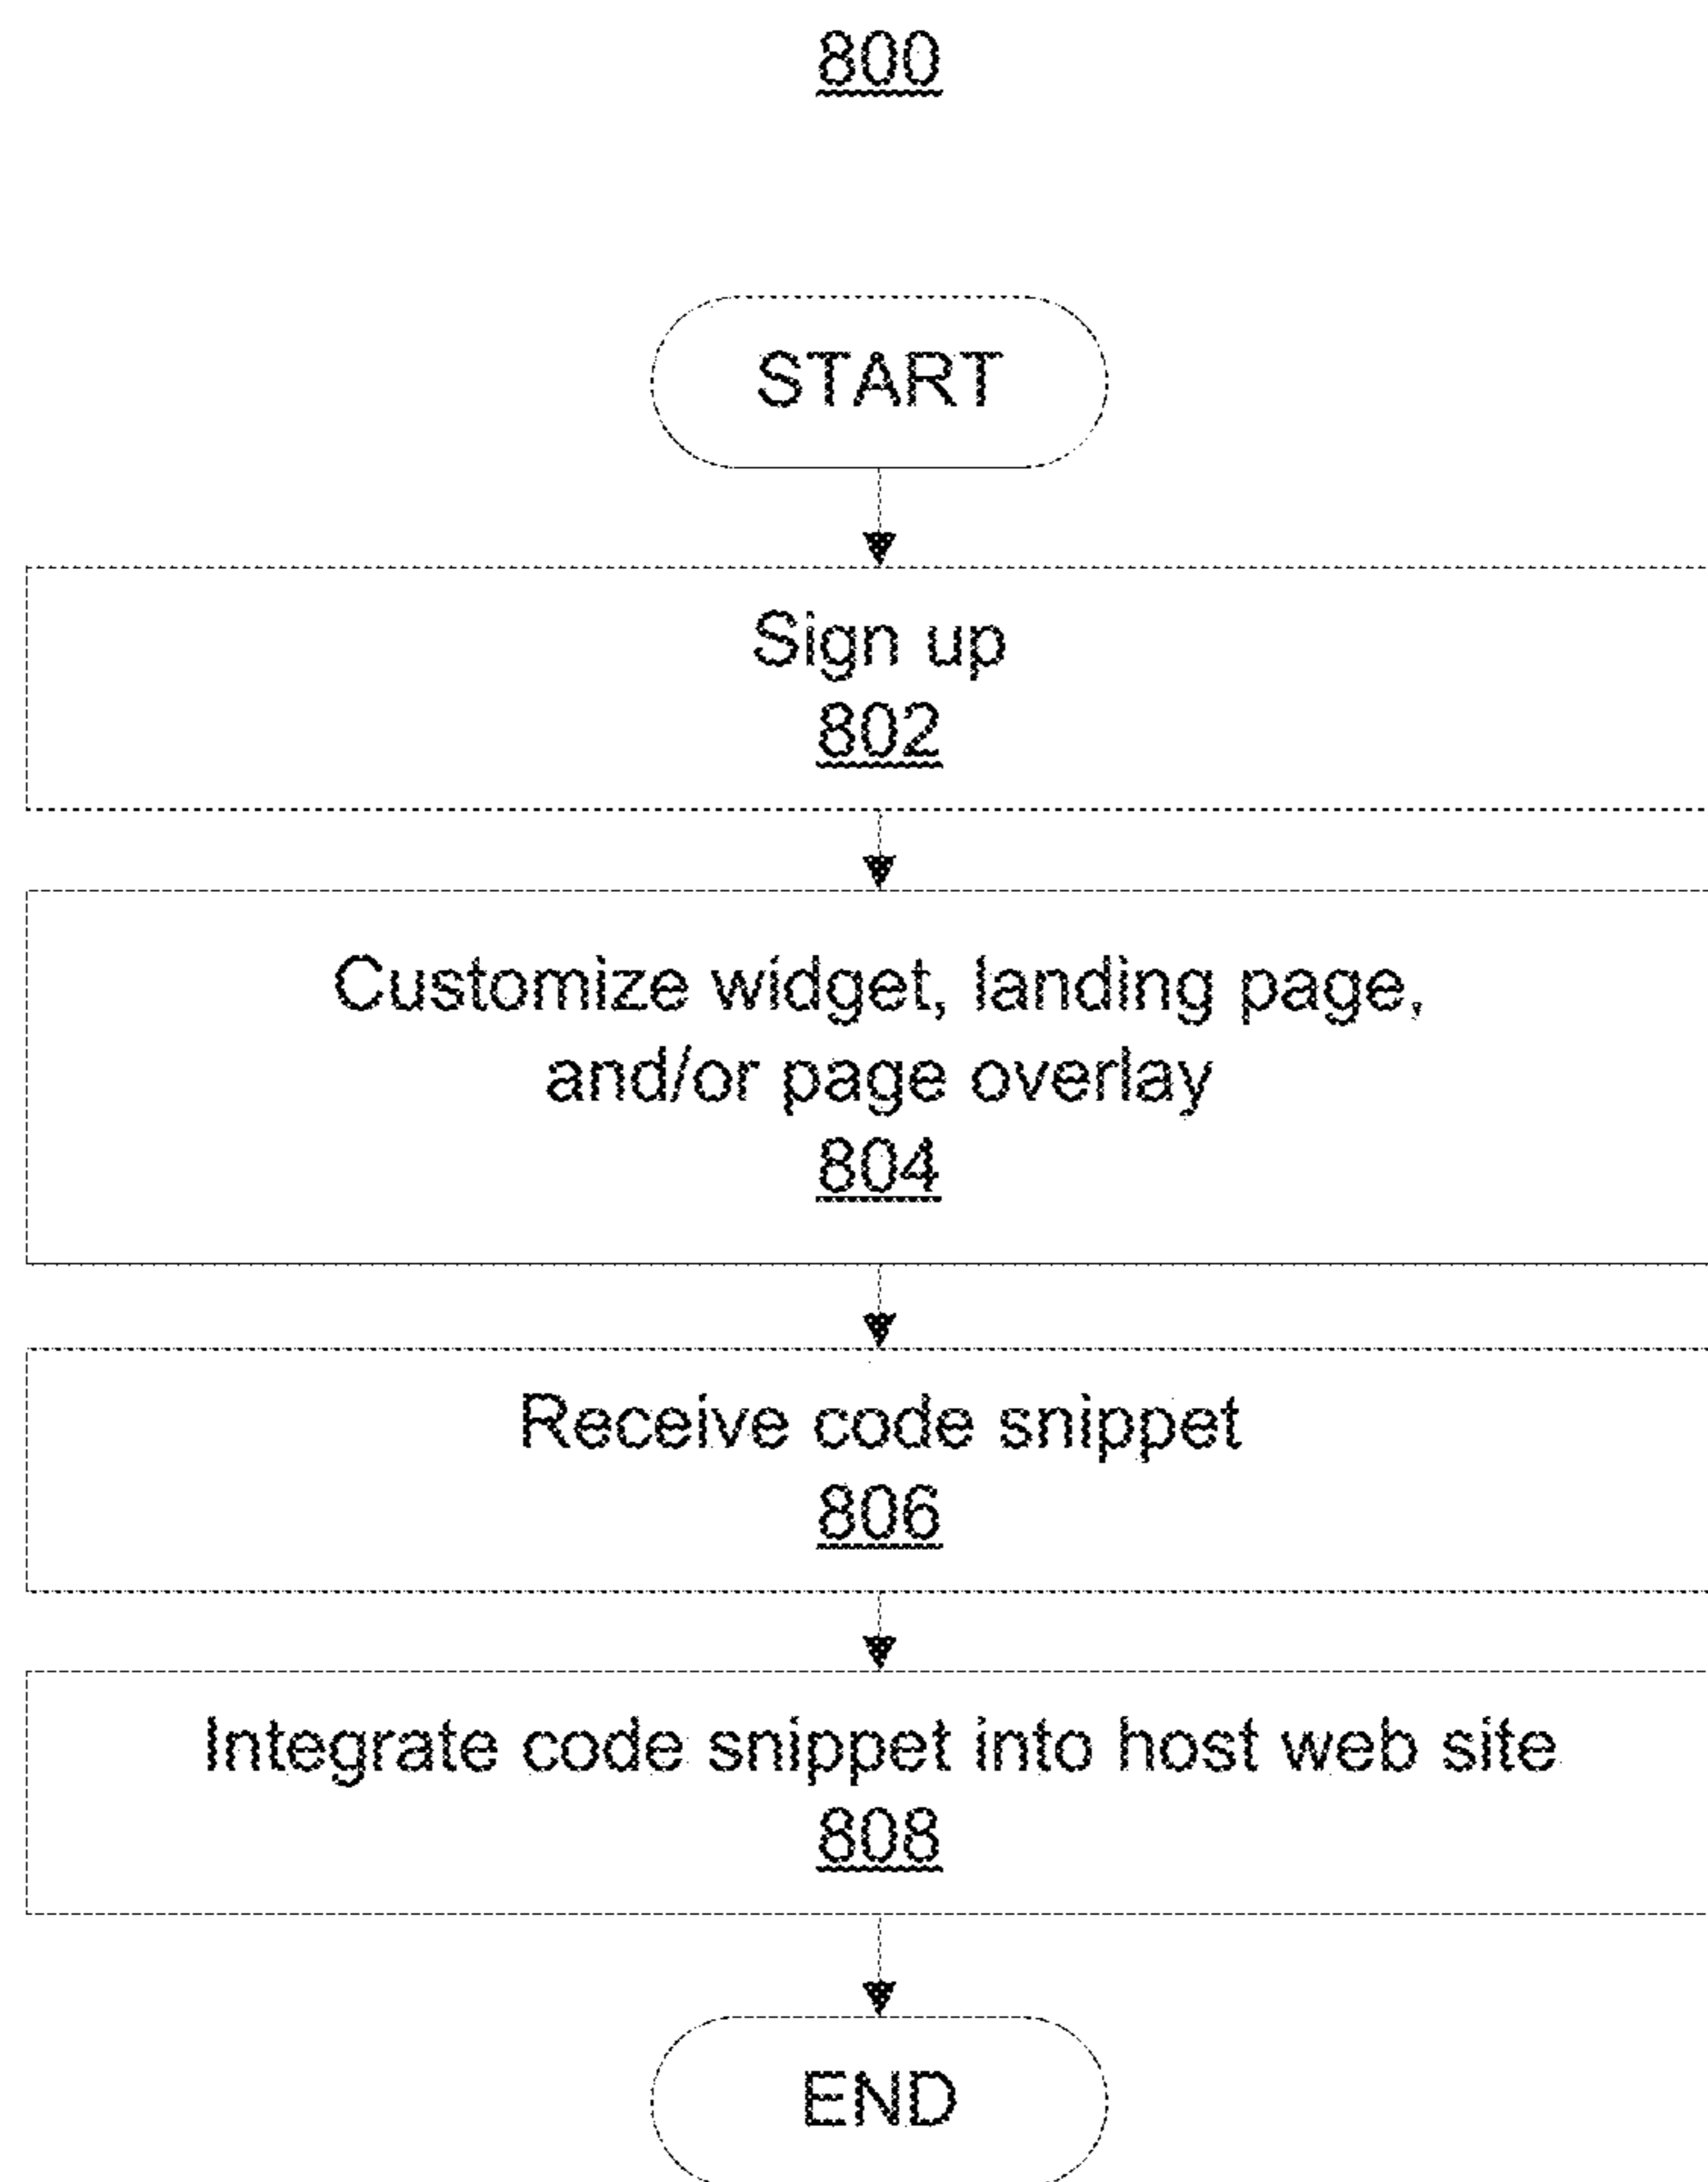 800
START
Sign up
802
Customize widget, landing page,
and/or page overlay
804
Receive code snippet
806
Integrate code snippet into host web site
808
END